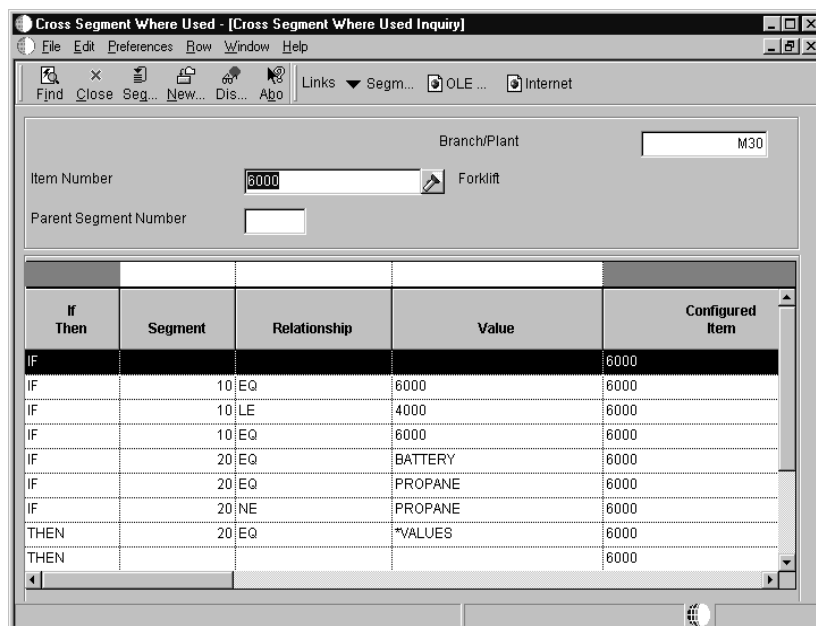 Cross Segment Where Used - [Cross Segment Where Used Inquiry]
File Edit Preferences Row Window Help
Find Close Seg... New... Dis... Abo Links Segm... OLE ... Internet
Branch/Plant M30
Item Number 6000 Forklift
Parent Segment Number
If Then Segment Relationship Value Configured Item
IF 6000
IF 10 EQ 6000 6000
IF 10 LE 4000 6000
IF 10 EQ 6000 6000
IF 20 EQ BATTERY 6000
IF 20 EQ PROPANE 6000
IF 20 NE PROPANE 6000
THEN 20 EQ *VALUES 6000
THEN 6000